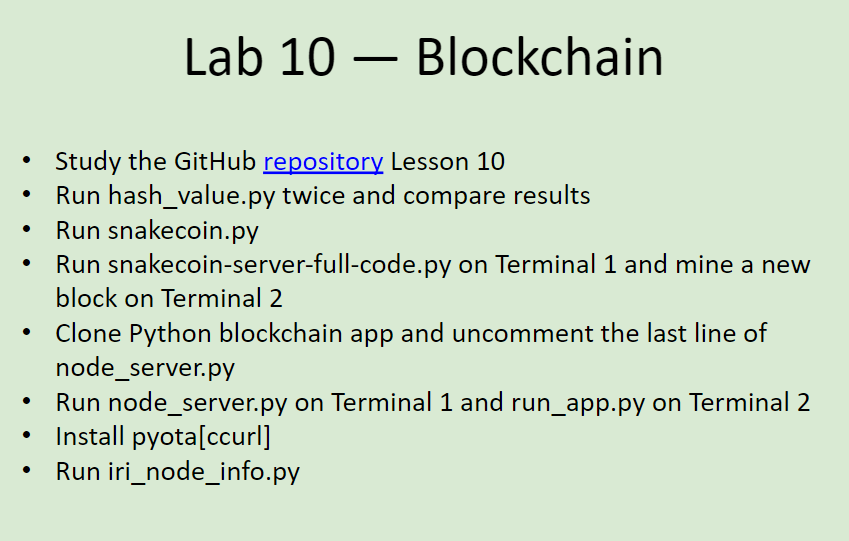 Lab 10 — Blockchain
• Study the GitHub repository Lesson 10
• Run hash_value.py twice and compare results
• Run snakecoin.py
• Run snakecoin-server-full-code.py on Terminal 1 and mine a new
block on Terminal 2
• Clone Python blockchain app and uncomment the last line of
node_server.py
• Run node_server.py on Terminal 1 and run_app.py on Terminal 2
• Install pyota[ccurl]
• Run iri_node_info.py